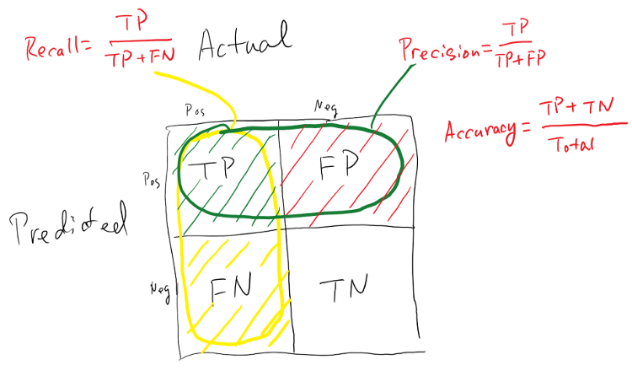 Recall = TP / TP+FN
Actual
Precision = TP / TP+FP
Accuracy = TP + TN / Total
Pos Neg
Pos TP FP
Predicted
Neg FN TN